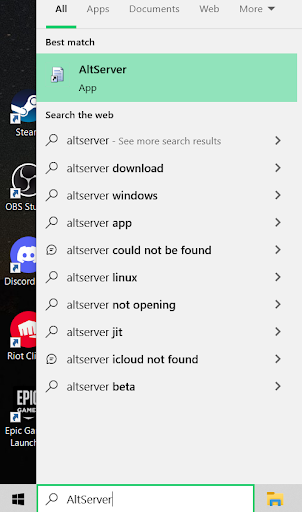 All Apps Documents Web More
Best match
AltServer
App
Search the web
altserver - See more search results
altserver download
altserver windows
altserver app
altserver could not be found
altserver linux
altserver not opening
altserver jit
altserver icloud not found
altserver beta
Steam
OBS Stu
Discord
Riot Cli
EPIC
GAMES
Epic Ga
Launch
AltServer